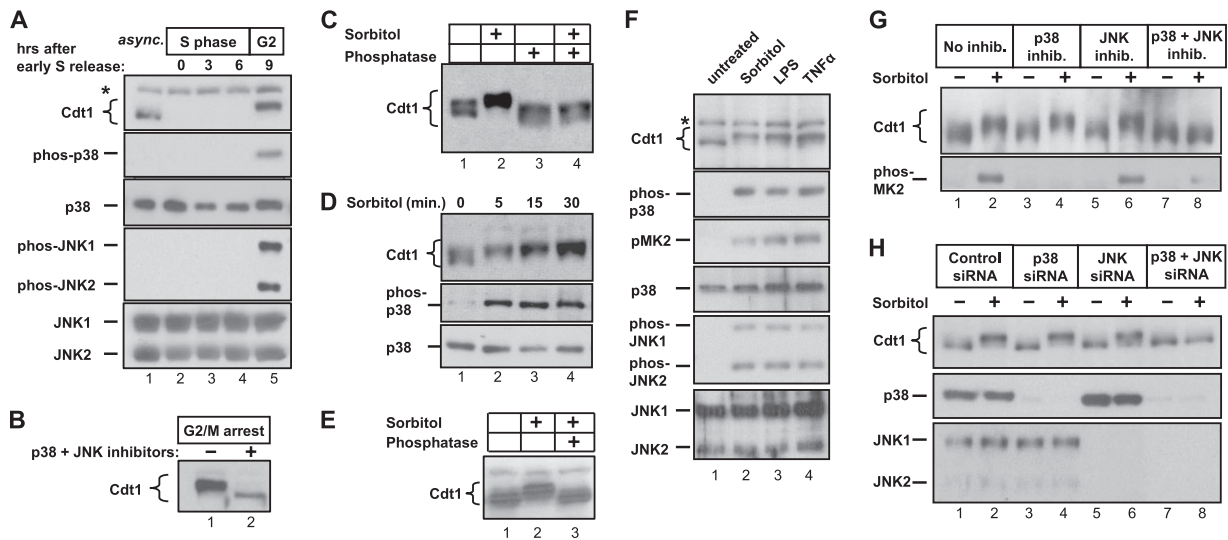 A
async.
S phase
G2
hrs after
early S release:
0 3 6 9
*
Cdt1
phos-p38
p38
phos-JNK1
phos-JNK2
JNK1
JNK2
1 2 3 4 5
B
G2/M arrest
p38 + JNK inhibitors: − +
Cdt1
1 2
C
Sorbitol + +
Phosphatase + +
Cdt1
1 2 3 4
D
Sorbitol (min.) 0 5 15 30
Cdt1
phos-
p38
p38
1 2 3 4
E
Sorbitol + +
Phosphatase +
Cdt1
1 2 3
F
untreated
Sorbitol
LPS
TNFα
*
Cdt1
phos-
p38
pMK2
p38
phos-
JNK1
phos-
JNK2
JNK1
JNK2
1 2 3 4
G
No inhib.
p38
inhib.
JNK
inhib.
p38 + JNK
inhib.
Sorbitol − + − + − + − +
Cdt1
phos-
MK2
1 2 3 4 5 6 7 8
H
Control
siRNA
p38
siRNA
JNK
siRNA
p38 + JNK
siRNA
Sorbitol − + − + − + − +
Cdt1
p38
JNK1
JNK2
1 2 3 4 5 6 7 8